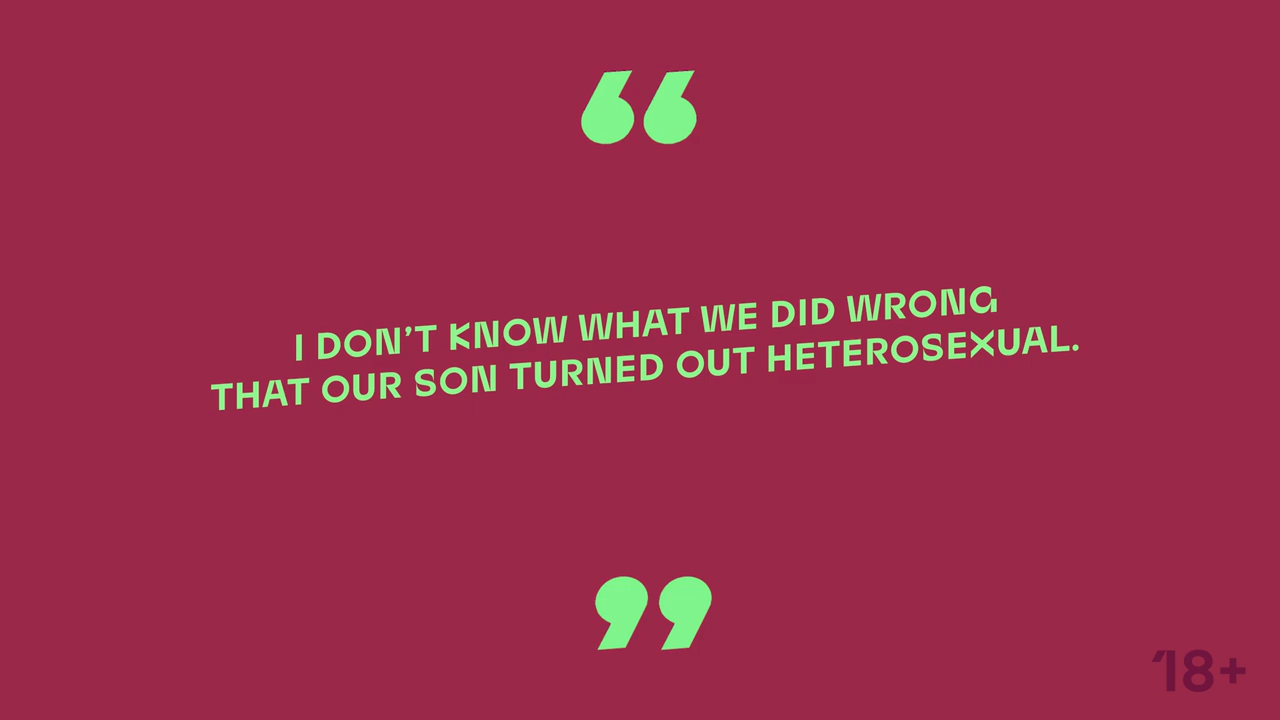 “
I DON’T KNOW WHAT WE DID WRONG
THAT OUR SON TURNED OUT HETEROSEXUAL.
”
18+